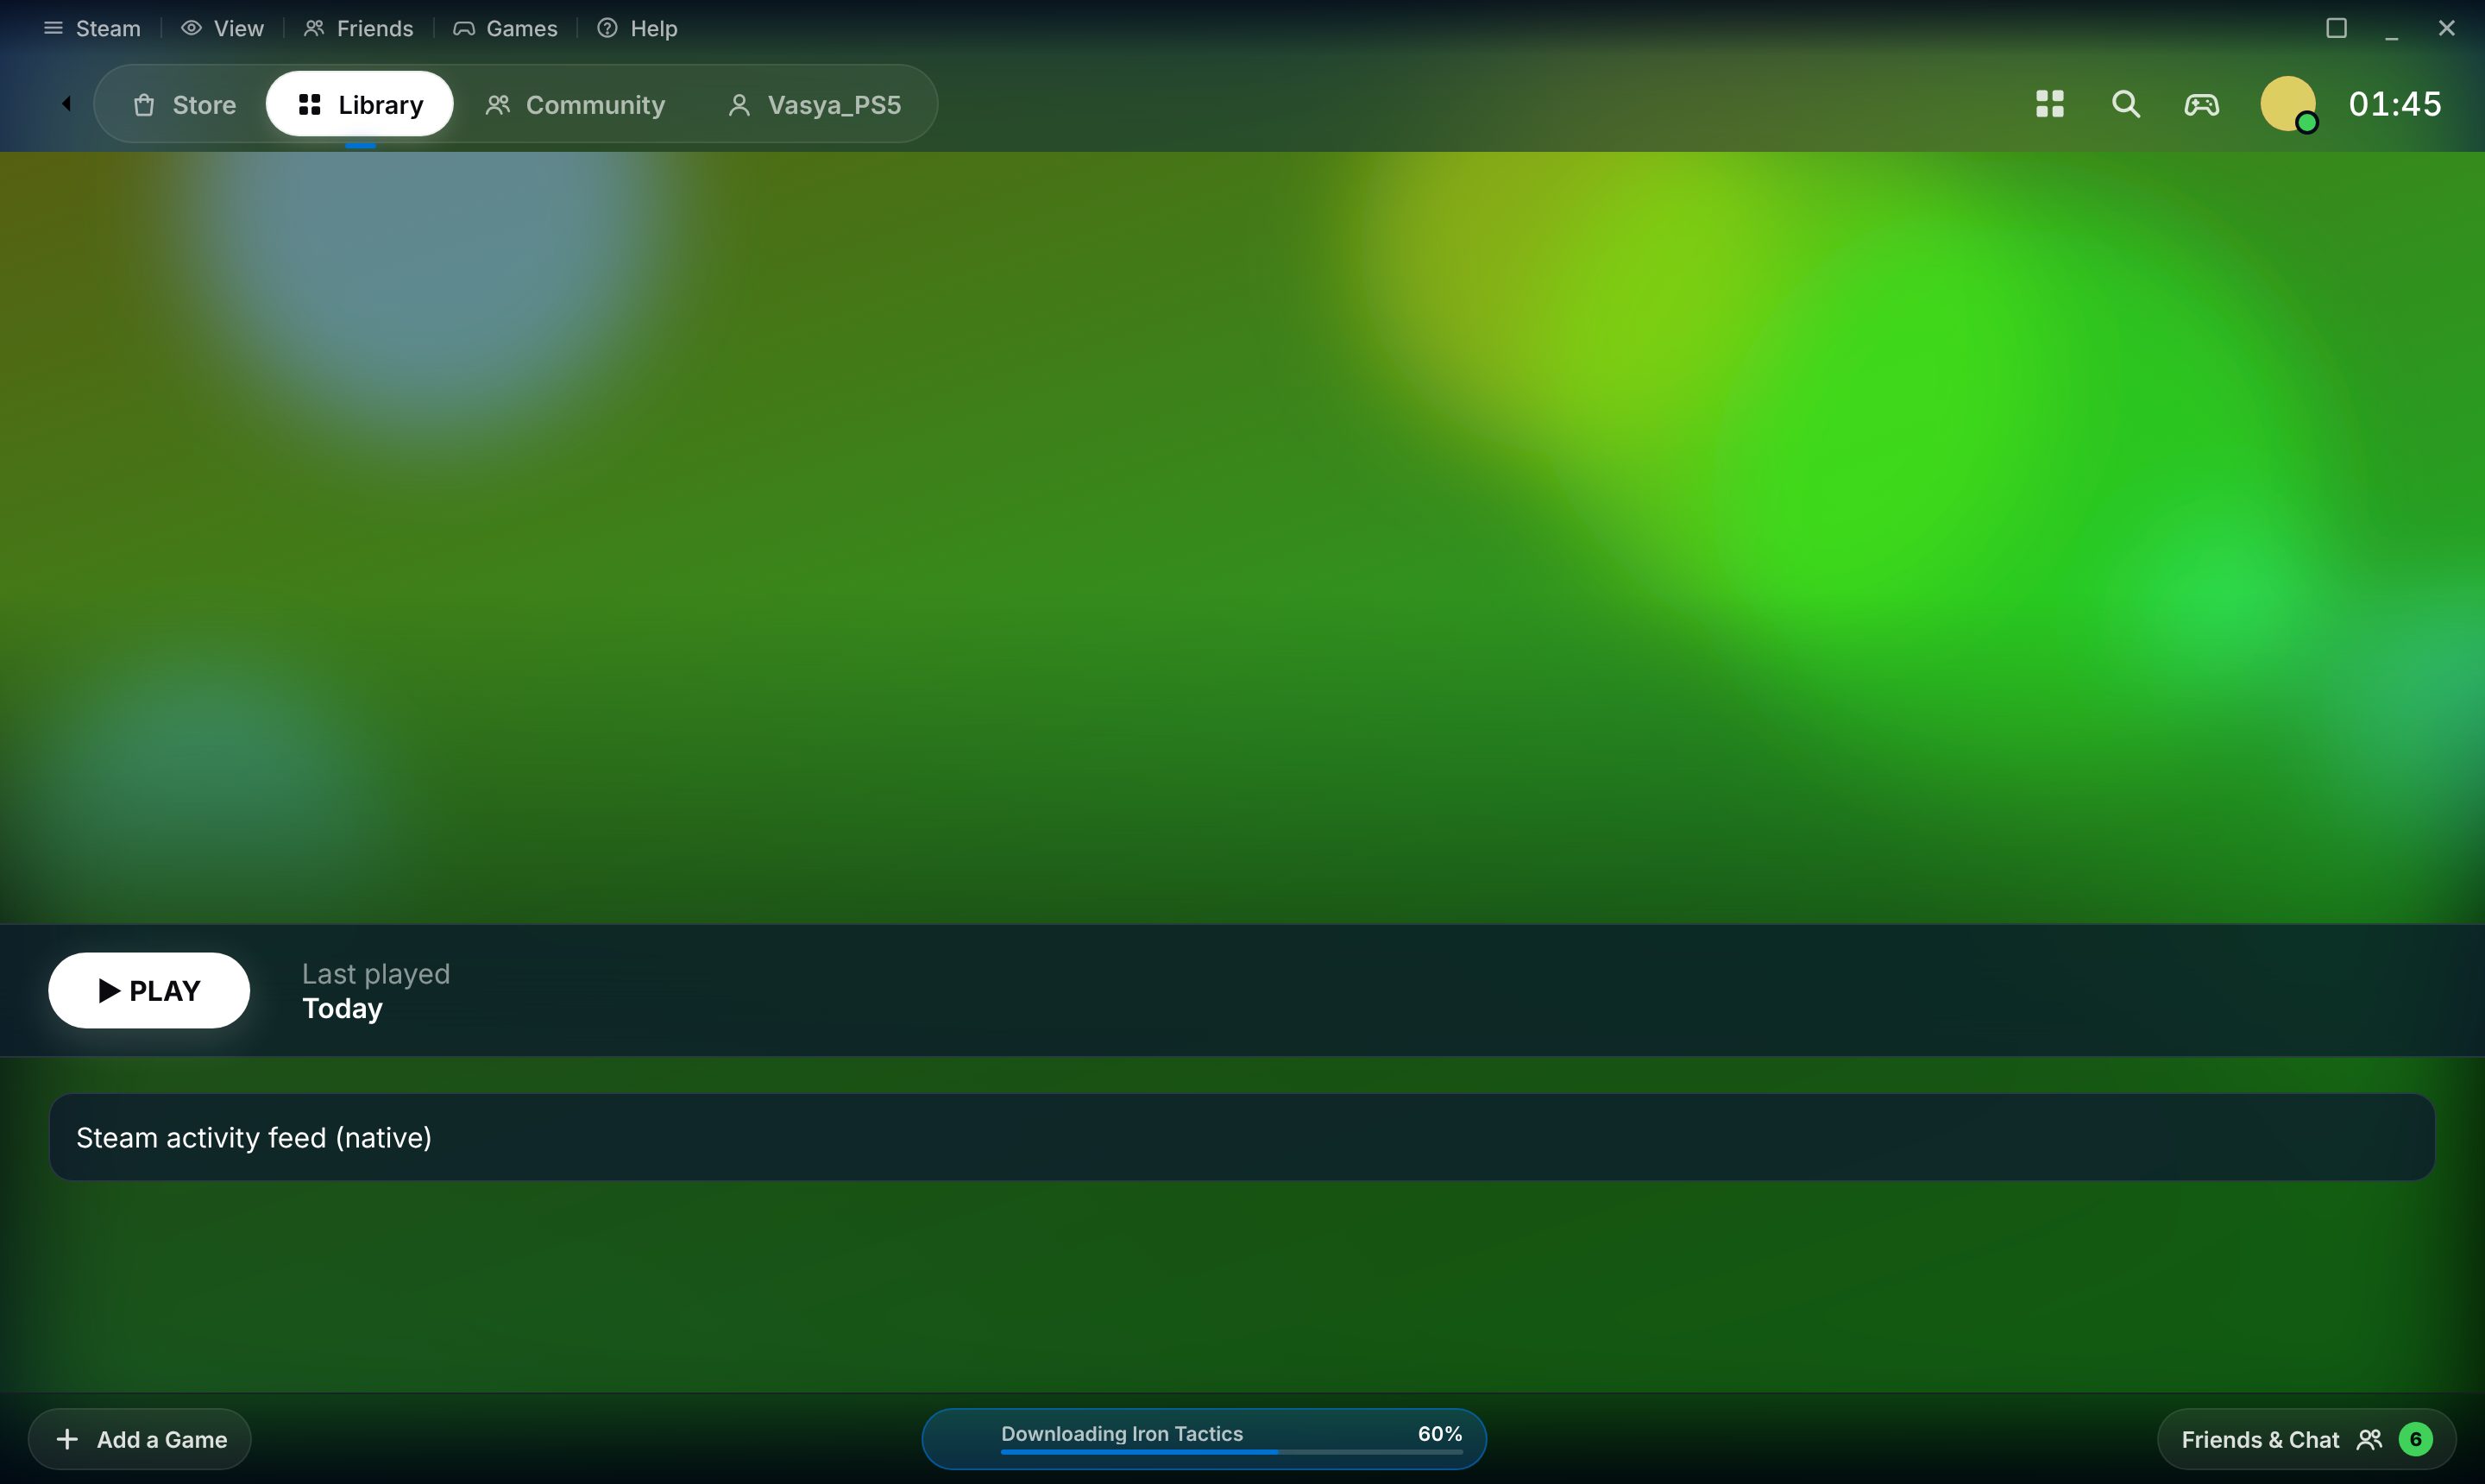 Steam View Friends Games Help
Store Library Community Vasya_PS5 01:45
PLAY
Last played
Today
Steam activity feed (native)
Add a Game
Downloading Iron Tactics 60%
Friends & Chat 6